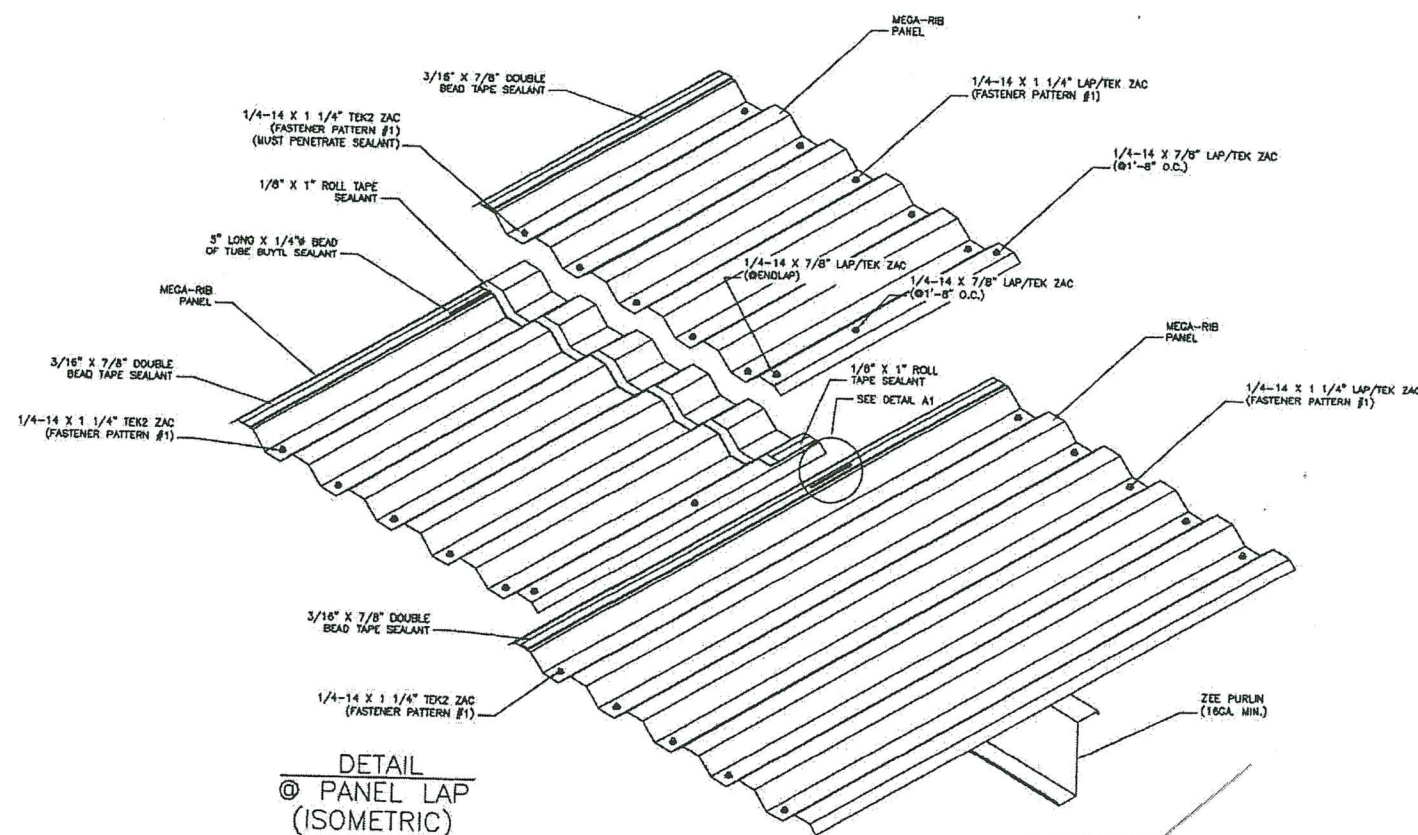 MEGA-RIB
PANEL
3/16" X 7/8" DOUBLE
BEAD TAPE SEALANT
1/4-14 X 1 1/4" LAP/TEK ZAC
(FASTENER PATTERN #1)
1/4-14 X 1 1/4" TEK2 ZAC
(FASTENER PATTERN #1)
(MUST PENETRATE SEALANT)
1/4-14 X 7/8" LAP/TEK ZAC
(@1'-8" O.C.)
1/8" X 1" ROLL TAPE
SEALANT
5" LONG X 1/4"ø BEAD
OF TUBE BUYTL SEALANT
1/4-14 X 7/8" LAP/TEK ZAC
(@ENDLAP)
1/4-14 X 7/8" LAP/TEK ZAC
(@1'-8" O.C.)
MEGA-RIB
PANEL
MEGA-RIB
PANEL
3/16" X 7/8" DOUBLE
BEAD TAPE SEALANT
1/8" X 1" ROLL
TAPE SEALANT
SEE DETAIL A1
1/4-14 X 1 1/4" LAP/TEK ZAC
(FASTENER PATTERN #1)
1/4-14 X 1 1/4" TEK2 ZAC
(FASTENER PATTERN #1)
3/16" X 7/8" DOUBLE
BEAD TAPE SEALANT
1/4-14 X 1 1/4" TEK2 ZAC
(FASTENER PATTERN #1)
ZEE PURLIN
(16GA. MIN.)
DETAIL
@ PANEL LAP
(ISOMETRIC)